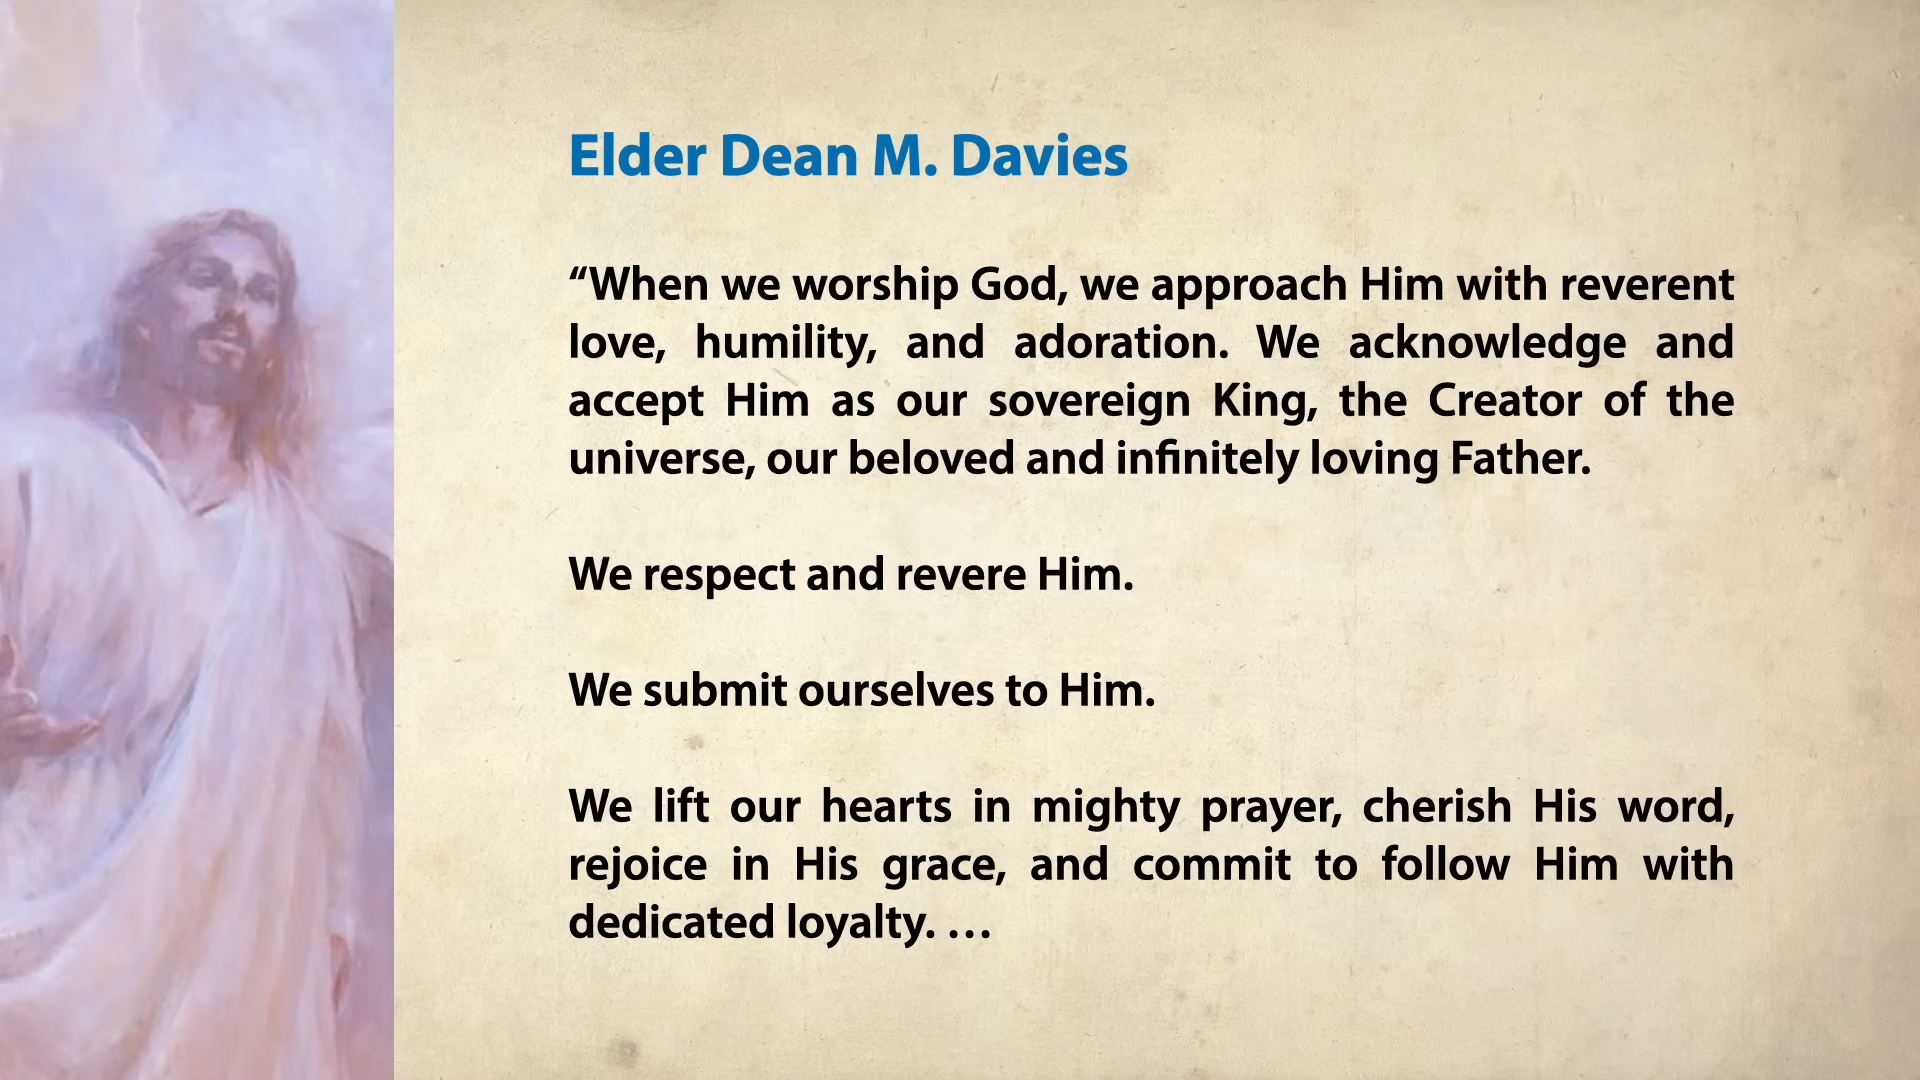 Elder Dean M. Davies
“When we worship God, we approach Him with reverent
love, humility, and adoration. We acknowledge and
accept Him as our sovereign King, the Creator of the
universe, our beloved and infinitely loving Father.
We respect and revere Him.
We submit ourselves to Him.
We lift our hearts in mighty prayer, cherish His word,
rejoice in His grace, and commit to follow Him with
dedicated loyalty. …